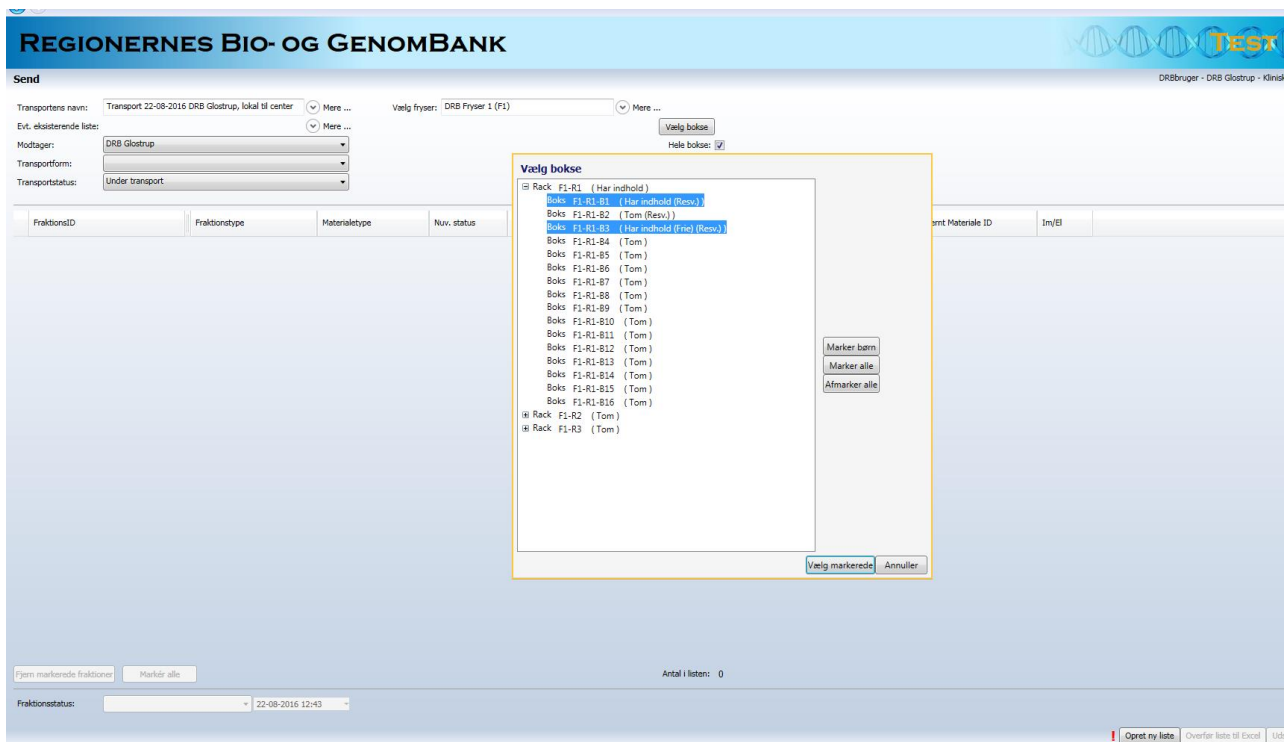 REGIONERNES BIO- OG GENOMBANK
TEST
Send
DRBbruger - DRB Glostrup - Klinisk
Transportens navn: Transport 22-08-2016 DRB Glostrup, lokal til center Mere ... Vælg fryser: DRB Fryser 1 (F1) Mere ...
Evt. eksisterende liste: Mere ... Vælg bokse
Modtager: DRB Glostrup Hele bokse:
Transportform:
Transportstatus: Under transport
FraktionsID Fraktionstype Materialetype Nuv. status ernt Materiale ID Im/El
Vælg bokse
Rack F1-R1 ( Har indhold )
Boks F1-R1-B1 ( Har indhold (Resv.) )
Boks F1-R1-B2 ( Tom (Resv.) )
Boks F1-R1-B3 ( Har indhold (Frie) (Resv.) )
Boks F1-R1-B4 ( Tom )
Boks F1-R1-B5 ( Tom )
Boks F1-R1-B6 ( Tom )
Boks F1-R1-B7 ( Tom )
Boks F1-R1-B8 ( Tom )
Boks F1-R1-B9 ( Tom )
Boks F1-R1-B10 ( Tom )
Boks F1-R1-B11 ( Tom )
Boks F1-R1-B12 ( Tom )
Boks F1-R1-B13 ( Tom )
Boks F1-R1-B14 ( Tom )
Boks F1-R1-B15 ( Tom )
Boks F1-R1-B16 ( Tom )
Rack F1-R2 ( Tom )
Rack F1-R3 ( Tom )
Marker børn
Marker alle
Afmarker alle
Vælg markerede Annuller
Fjern markerede fraktioner Markér alle Antal i listen: 0
Fraktionsstatus: 22-08-2016 12:43
! Opret ny liste Overfør liste til Excel Ud